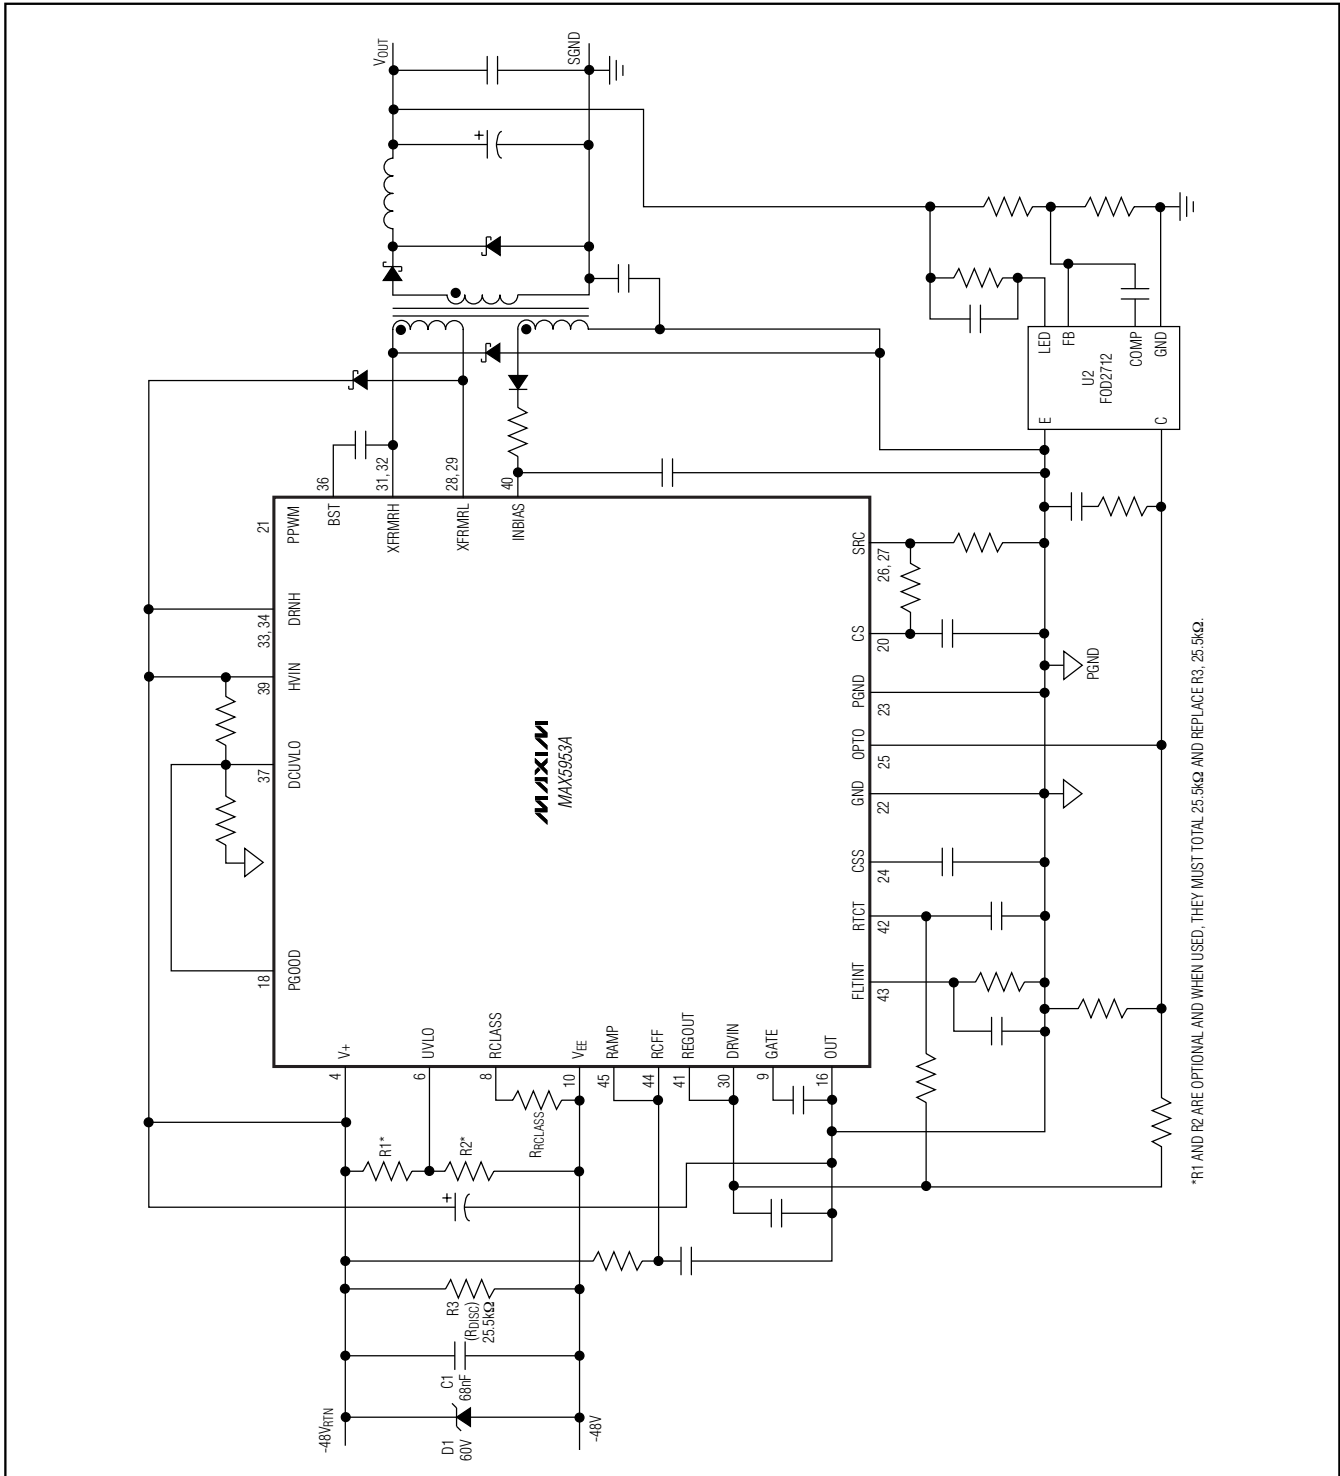 VOUT
SGND
36
BST
31, 32
XFRMRH
28, 29
XFRMRL
40
INBIAS
21
PPWM
33, 34
DRNH
39
HVIN
37
DCUVLO
18
PGOOD
MAXIM
MAX5953A
SRC
26, 27
CS
20
PGND
23
OPTO
25
GND
22
CSS
24
RTCT
42
FLTINT
43
PGND
LED
FB
COMP
GND
U2
FOD2712
E
C
V+
4
UVLO
6
RCLASS
8
VEE
10
RAMP
45
RCFF
44
REGOUT
41
DRVIN
30
GATE
9
OUT
16
R1*
R2*
RRCLASS
+
+
R3
(RDISC)
25.5kΩ
C1
68nF
D1
60V
-48VRTN
-48V
*R1 AND R2 ARE OPTIONAL AND WHEN USED, THEY MUST TOTAL 25.5kΩ AND REPLACE R3, 25.5kΩ.